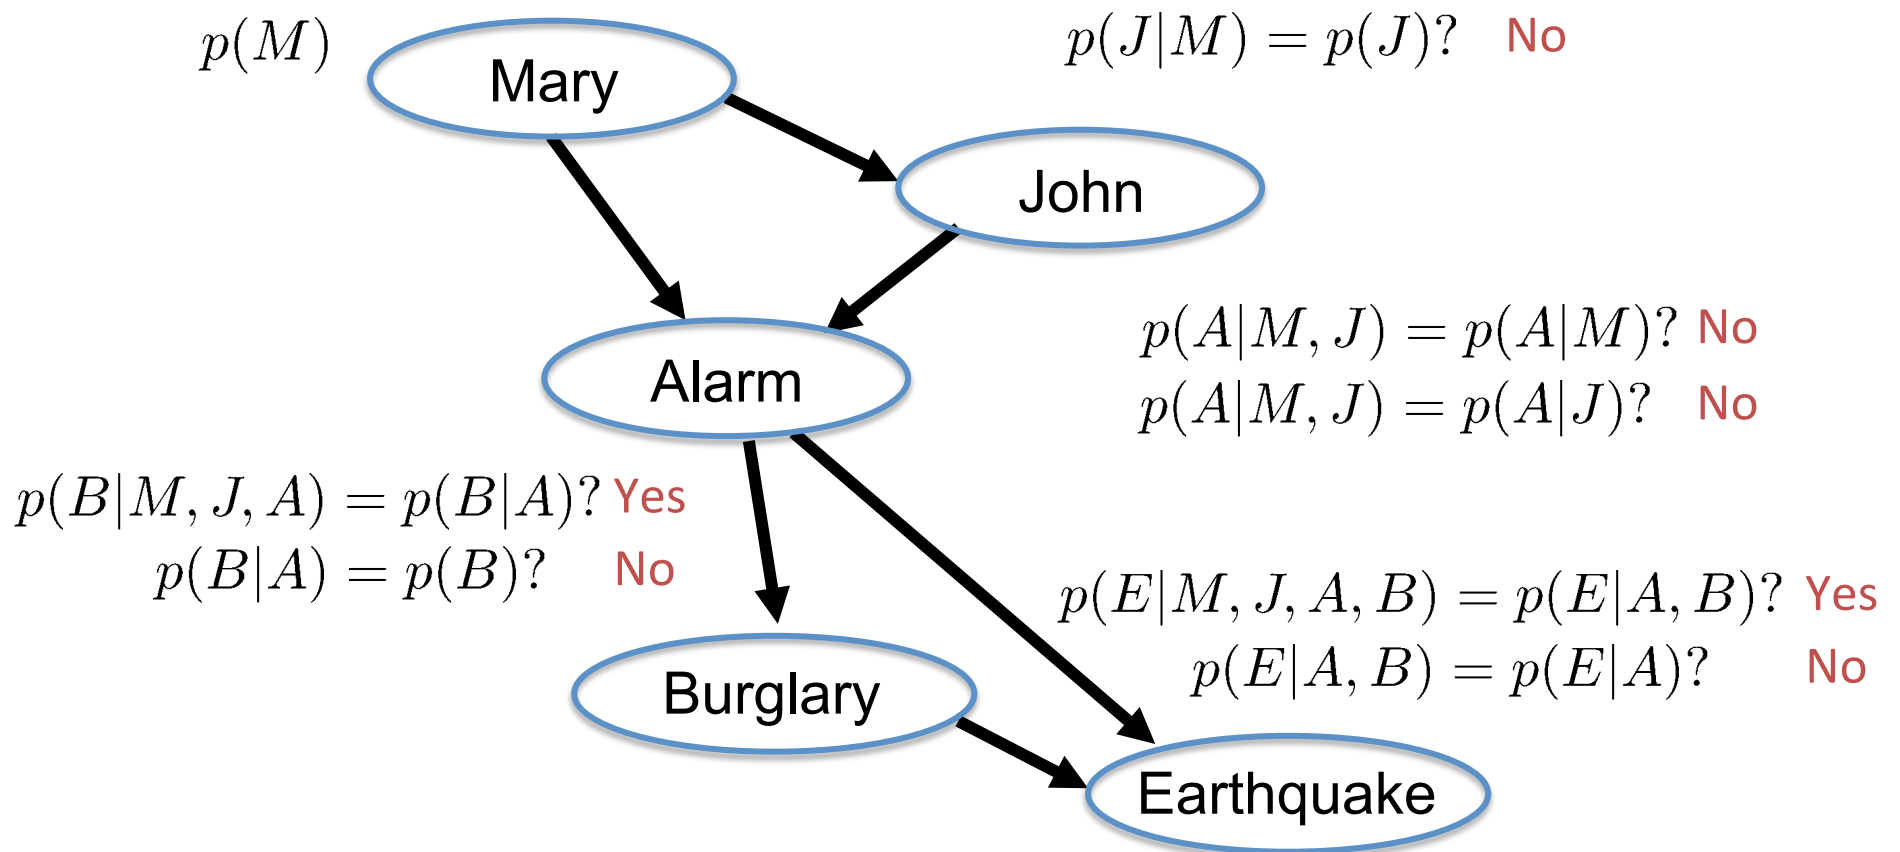 p(M)
Mary
p(J|M) = p(J)? No
John
p(A|M, J) = p(A|M)? No
p(A|M, J) = p(A|J)? No
Alarm
p(B|M, J, A) = p(B|A)? Yes
p(B|A) = p(B)? No
p(E|M, J, A, B) = p(E|A, B)? Yes
p(E|A, B) = p(E|A)? No
Burglary
Earthquake